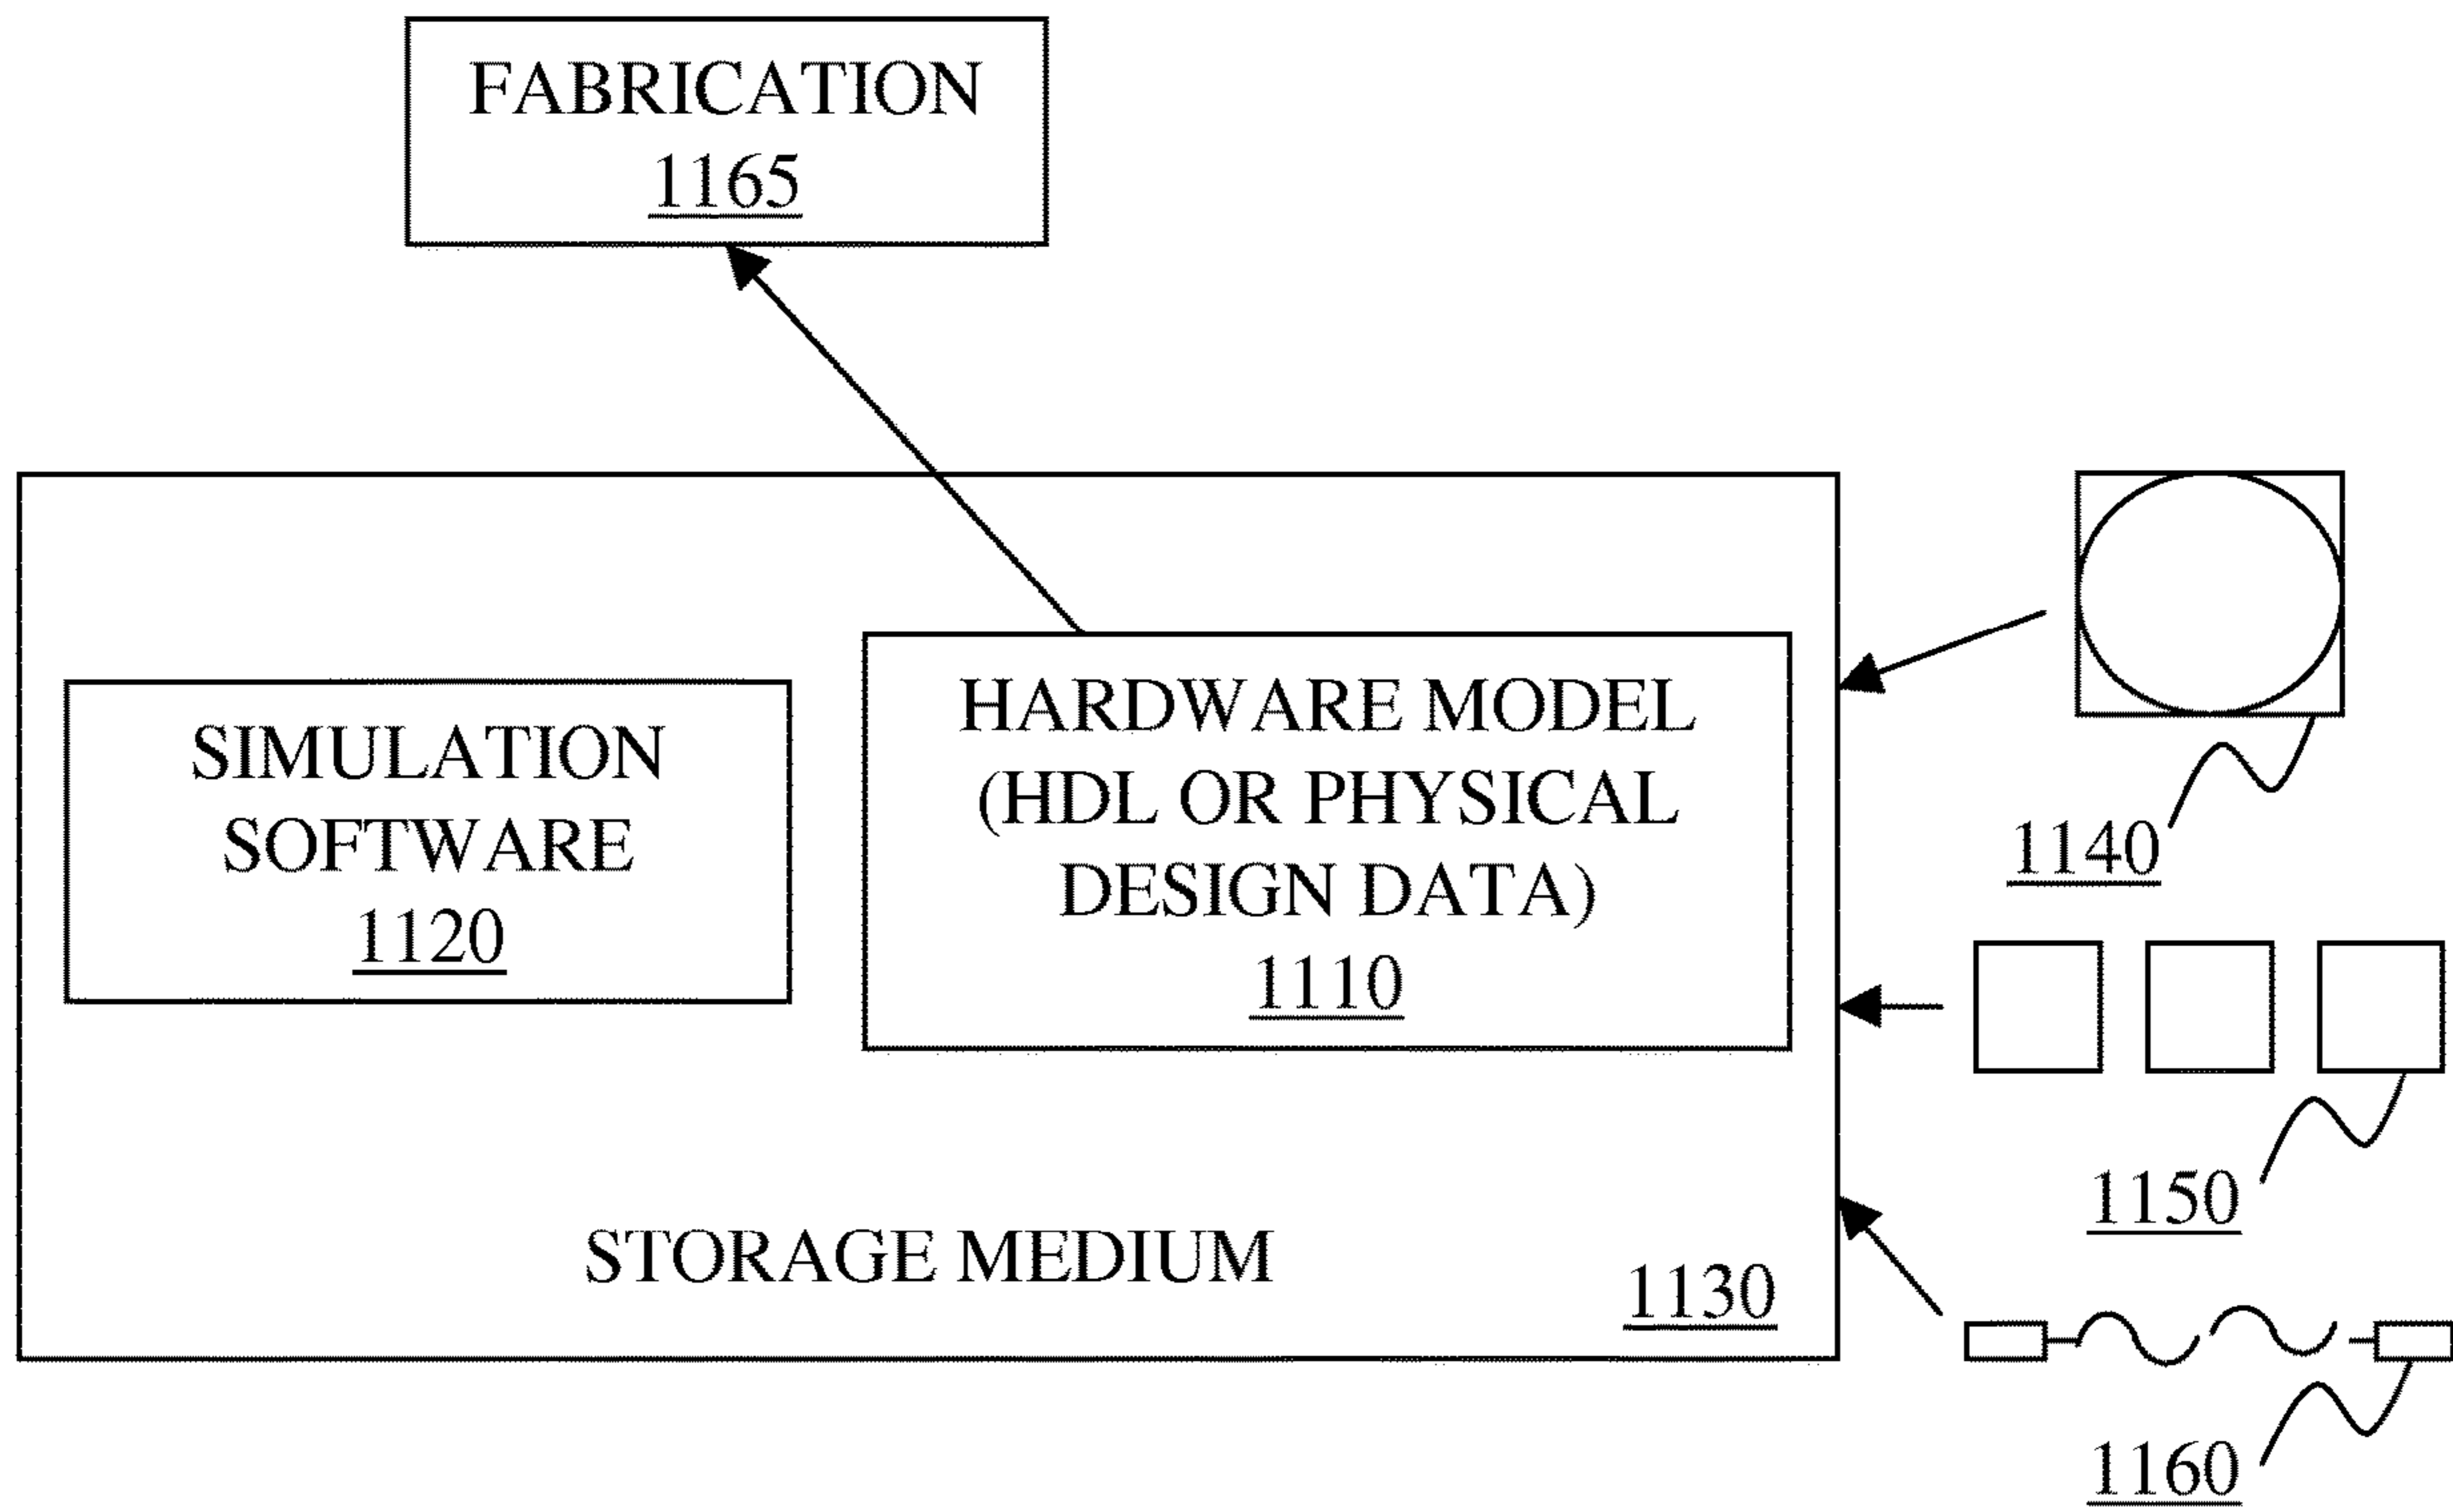 FABRICATION
1165
SIMULATION
SOFTWARE
1120
HARDWARE MODEL
(HDL OR PHYSICAL
DESIGN DATA)
1110
STORAGE MEDIUM
1130
1140
1150
1160